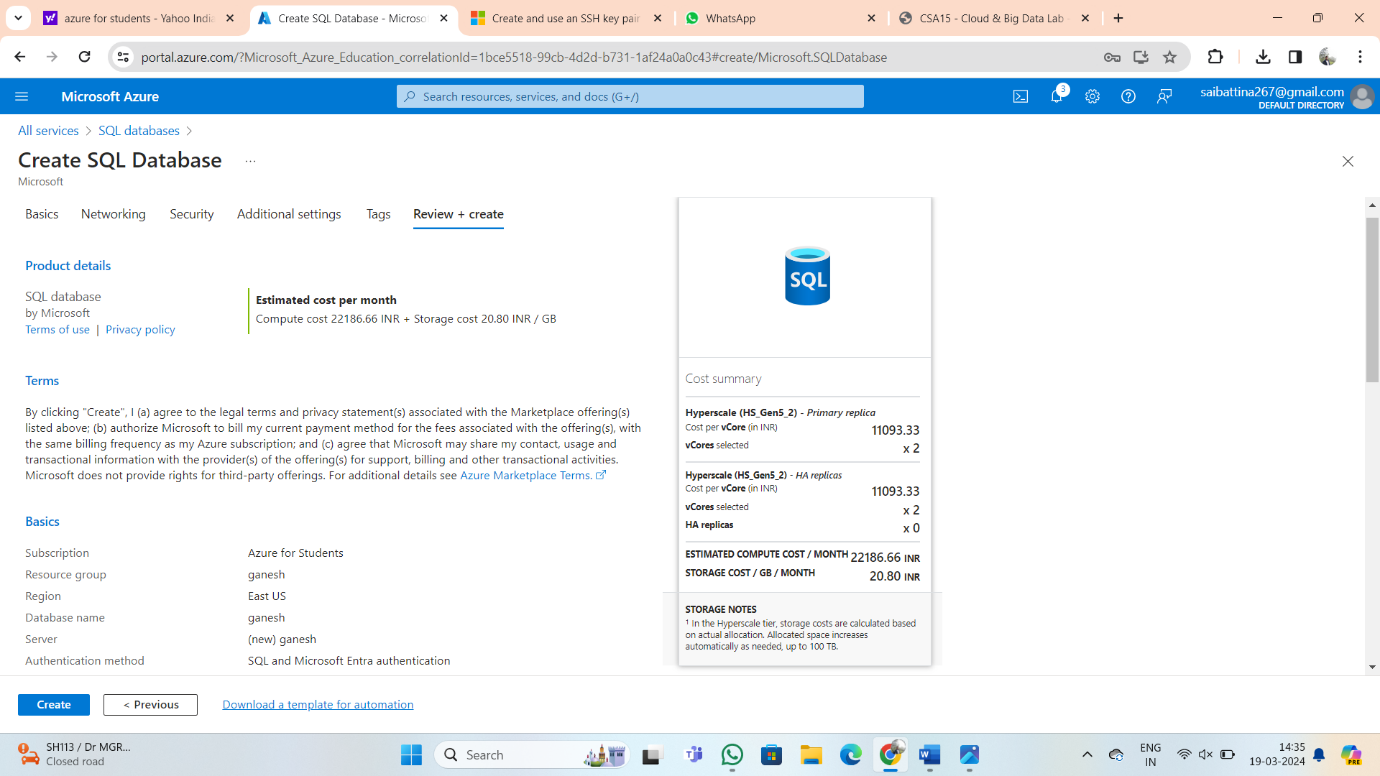 azure for students - Yahoo Indi
Create SQL Database - Microso
Create and use an SSH key pair
WhatsApp
CSA15 - Cloud & Big Data Lab
portal.azure.com/?Microsoft_Azure_Education_correlationId=1bce5518-99cb-4d2d-b731-1af24a0a0c43#create/Microsoft.SQLDatabase
Microsoft Azure
Search resources, services, and docs (G+/)
3
saibattina267@gmail.com
DEFAULT DIRECTORY
All services > SQL databases >
Create SQL Database ...
Microsoft
Basics Networking Security Additional settings Tags Review + create
Product details
SQL database
by Microsoft
Terms of use | Privacy policy
Estimated cost per month
Compute cost 22186.66 INR + Storage cost 20.80 INR / GB
Terms
By clicking "Create", I (a) agree to the legal terms and privacy statement(s) associated with the Marketplace offering(s)
listed above; (b) authorize Microsoft to bill my current payment method for the fees associated with the offering(s), with
the same billing frequency as my Azure subscription; and (c) agree that Microsoft may share my contact, usage and
transactional information with the provider(s) of the offering(s) for support, billing and other transactional activities.
Microsoft does not provide rights for third-party offerings. For additional details see Azure Marketplace Terms.
Basics
Subscription Azure for Students
Resource group ganesh
Region East US
Database name ganesh
Server (new) ganesh
Authentication method SQL and Microsoft Entra authentication
SQL
Cost summary
Hyperscale (HS_Gen5_2) - Primary replica
Cost per vCore (in INR) 11093.33
vCores selected x 2
Hyperscale (HS_Gen5_2) - HA replicas
Cost per vCore (in INR) 11093.33
vCores selected x 2
HA replicas x 0
ESTIMATED COMPUTE COST / MONTH 22186.66 INR
STORAGE COST / GB / MONTH 20.80 INR
STORAGE NOTES
¹ In the Hyperscale tier, storage costs are calculated based
on actual allocation. Allocated space increases
automatically as needed, up to 100 TB.
Create < Previous Download a template for automation
SH113 / Dr MGR...
Closed road
Search
ENG
IN
14:35
19-03-2024
PRE